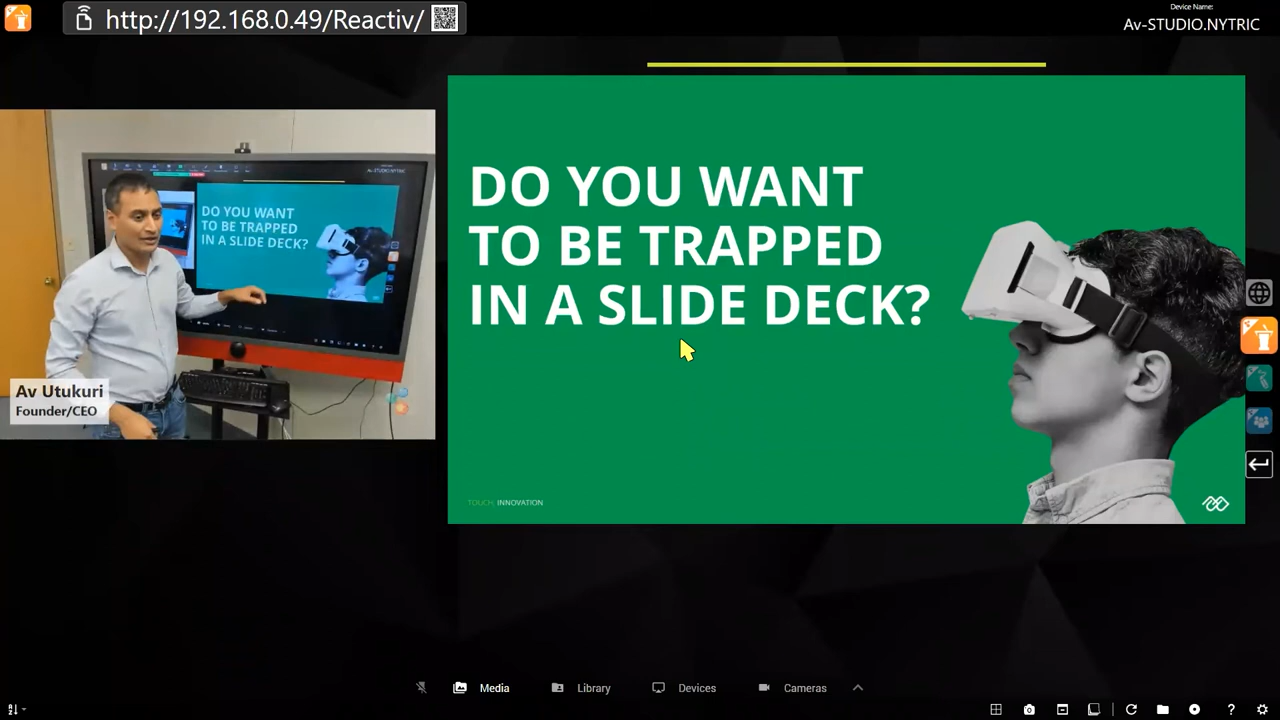 http://192.168.0.49/Reactiv/
Device Name:
Av-STUDIO.NYTRIC
DO YOU WANT
TO BE TRAPPED
IN A SLIDE DECK?
DO YOU WANT
TO BE TRAPPED
IN A SLIDE DECK?
Av Utukuri
Founder/CEO
TOUCH, INNOVATION
Media
Library
Devices
Cameras